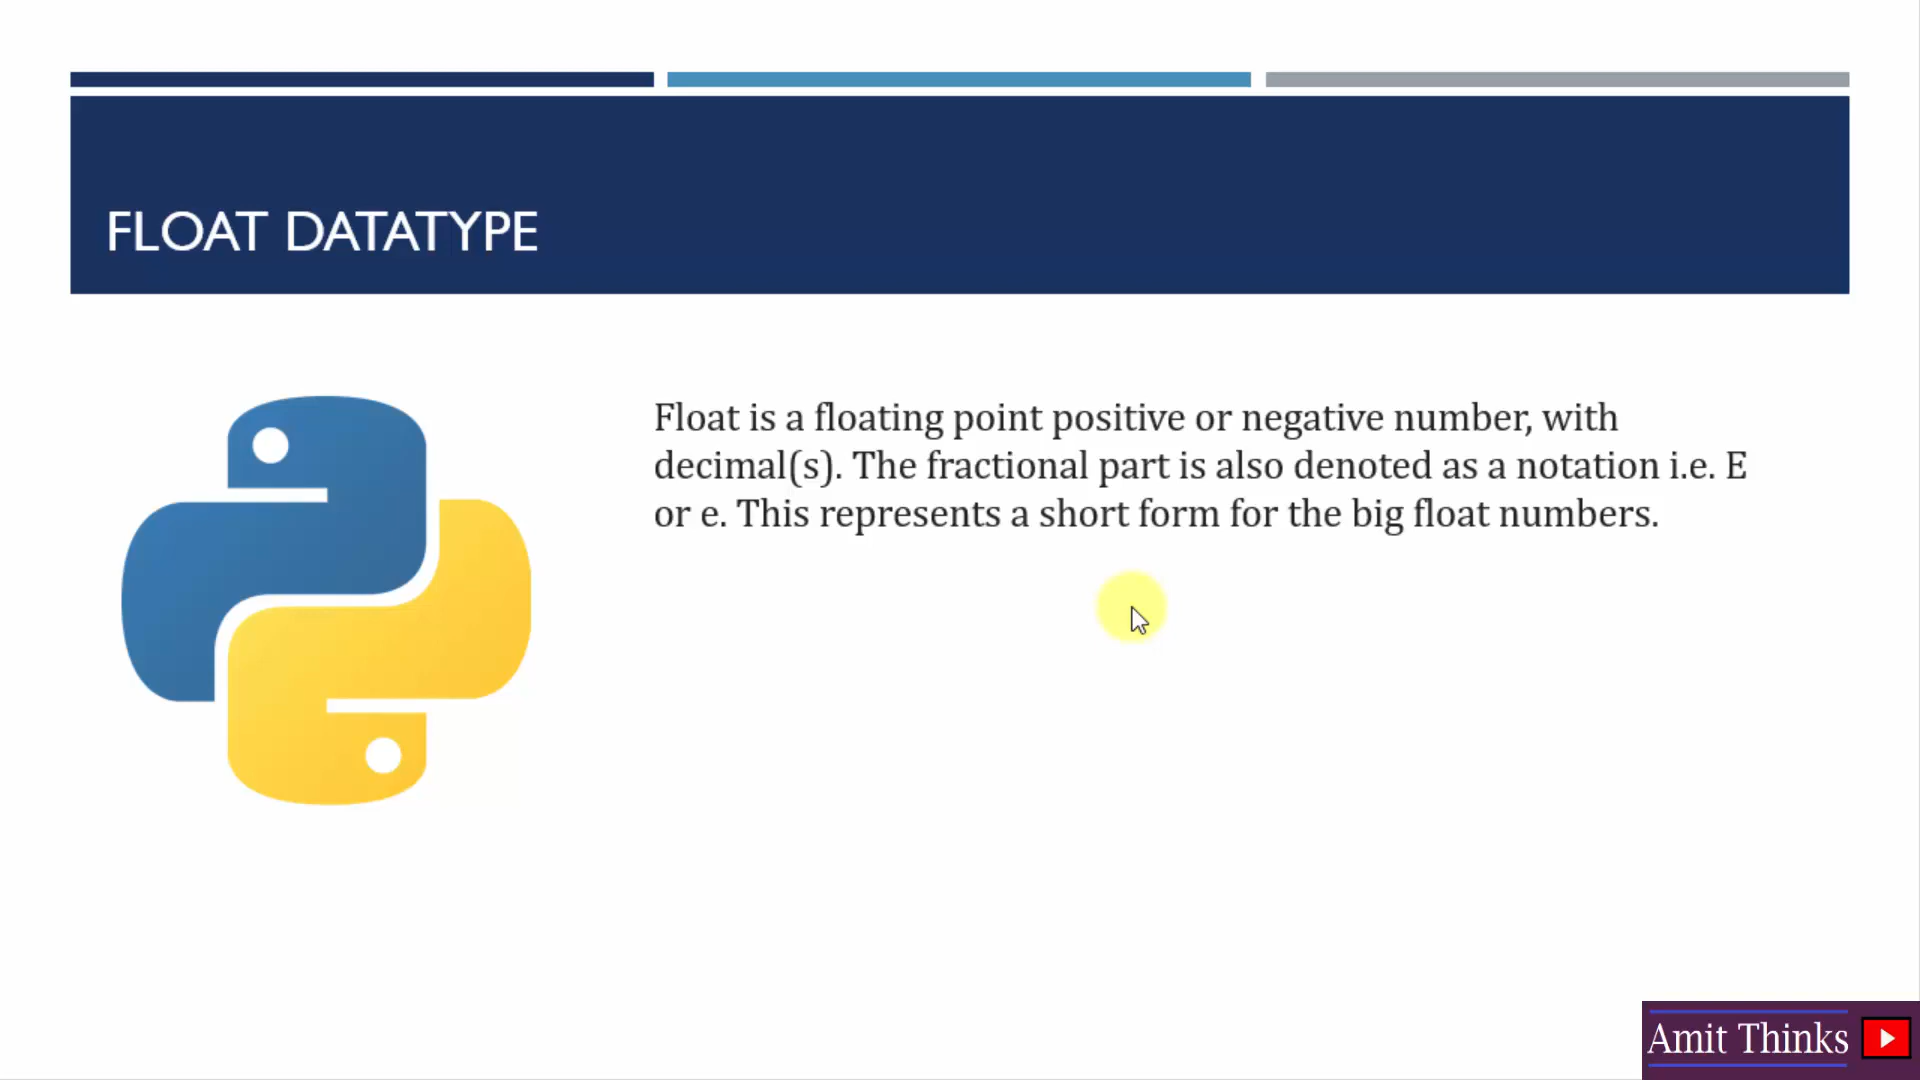 FLOAT DATATYPE
Float is a floating point positive or negative number, with
decimal(s). The fractional part is also denoted as a notation i.e. E
or e. This represents a short form for the big float numbers.
Amit Thinks